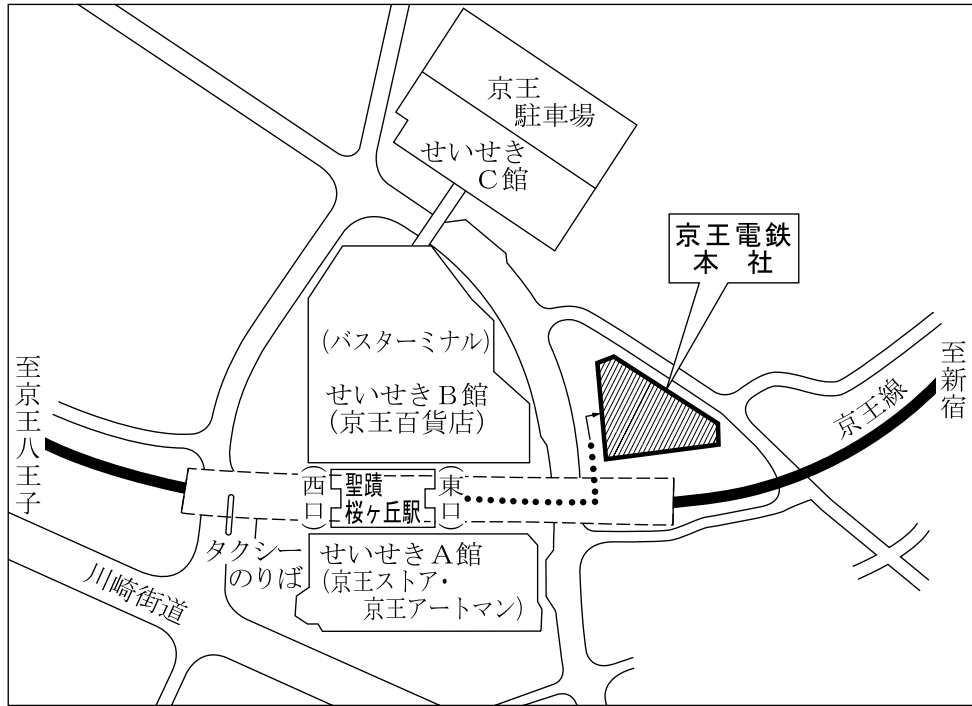 京王
駐車場
せいせき
C館
京王電鉄
本 社
(バスターミナル)
せいせきB館
(京王百貨店)
至京王八王子
至新宿
京王線
西口
聖蹟
桜ヶ丘駅
東口
タクシー
のりば
せいせきA館
(京王ストア・
京王アートマン)
川崎街道